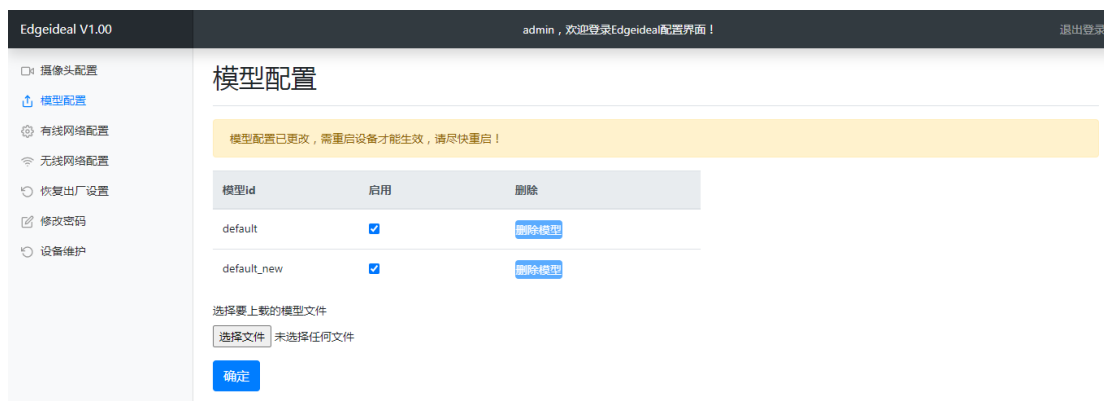 Edgeideal V1.00
admin，欢迎登录Edgeideal配置界面！
退出登录
摄像头配置
模型配置
有线网络配置
无线网络配置
恢复出厂设置
修改密码
设备维护
模型配置
模型配置已更改，需重启设备才能生效，请尽快重启！
模型id 启用 删除
default 删除模型
default_new 删除模型
选择要上载的模型文件
选择文件 未选择任何文件
确定